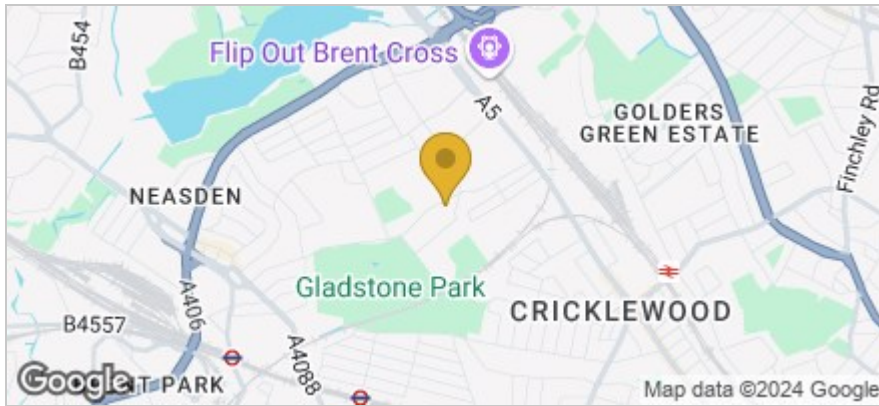 B454
Flip Out Brent Cross
A5
GOLDERS
GREEN ESTATE
Finchley Rd
NEASDEN
Gladstone Park
A406
CRICKLEWOOD
B4557
A4088
PARK
Google
Map data ©2024 Google